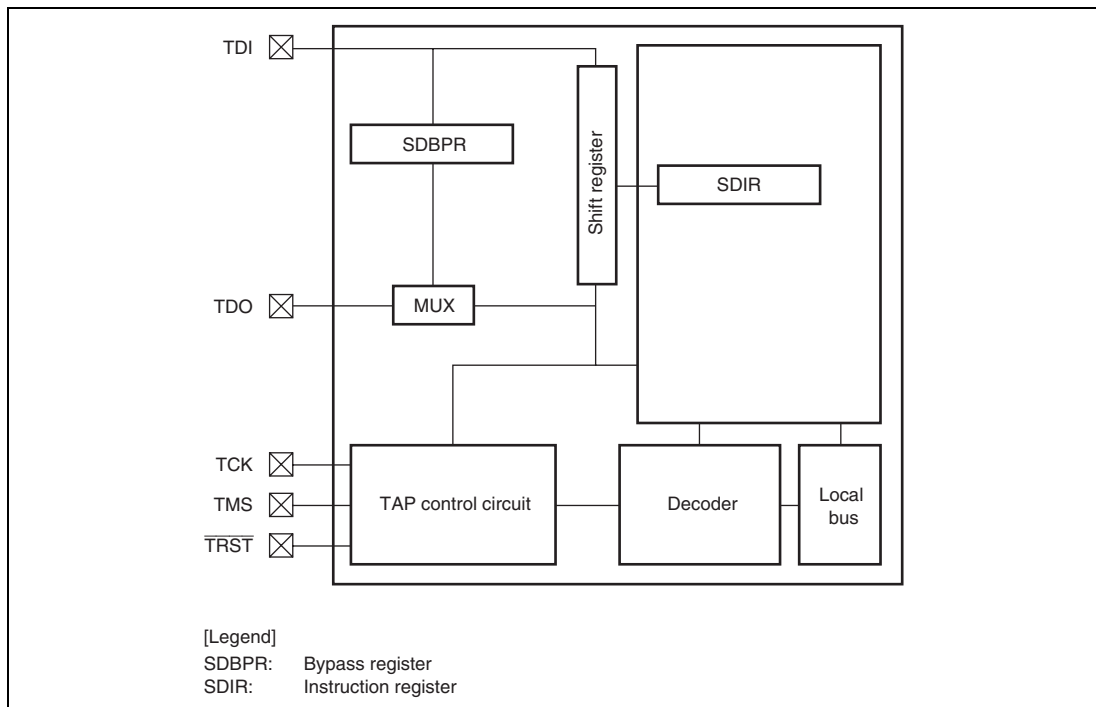 TDI
SDBPR
Shift register
SDIR
TDO
MUX
TCK
TMS
TRST
TAP control circuit
Decoder
Local
bus
[Legend]
SDBPR: Bypass register
SDIR: Instruction register